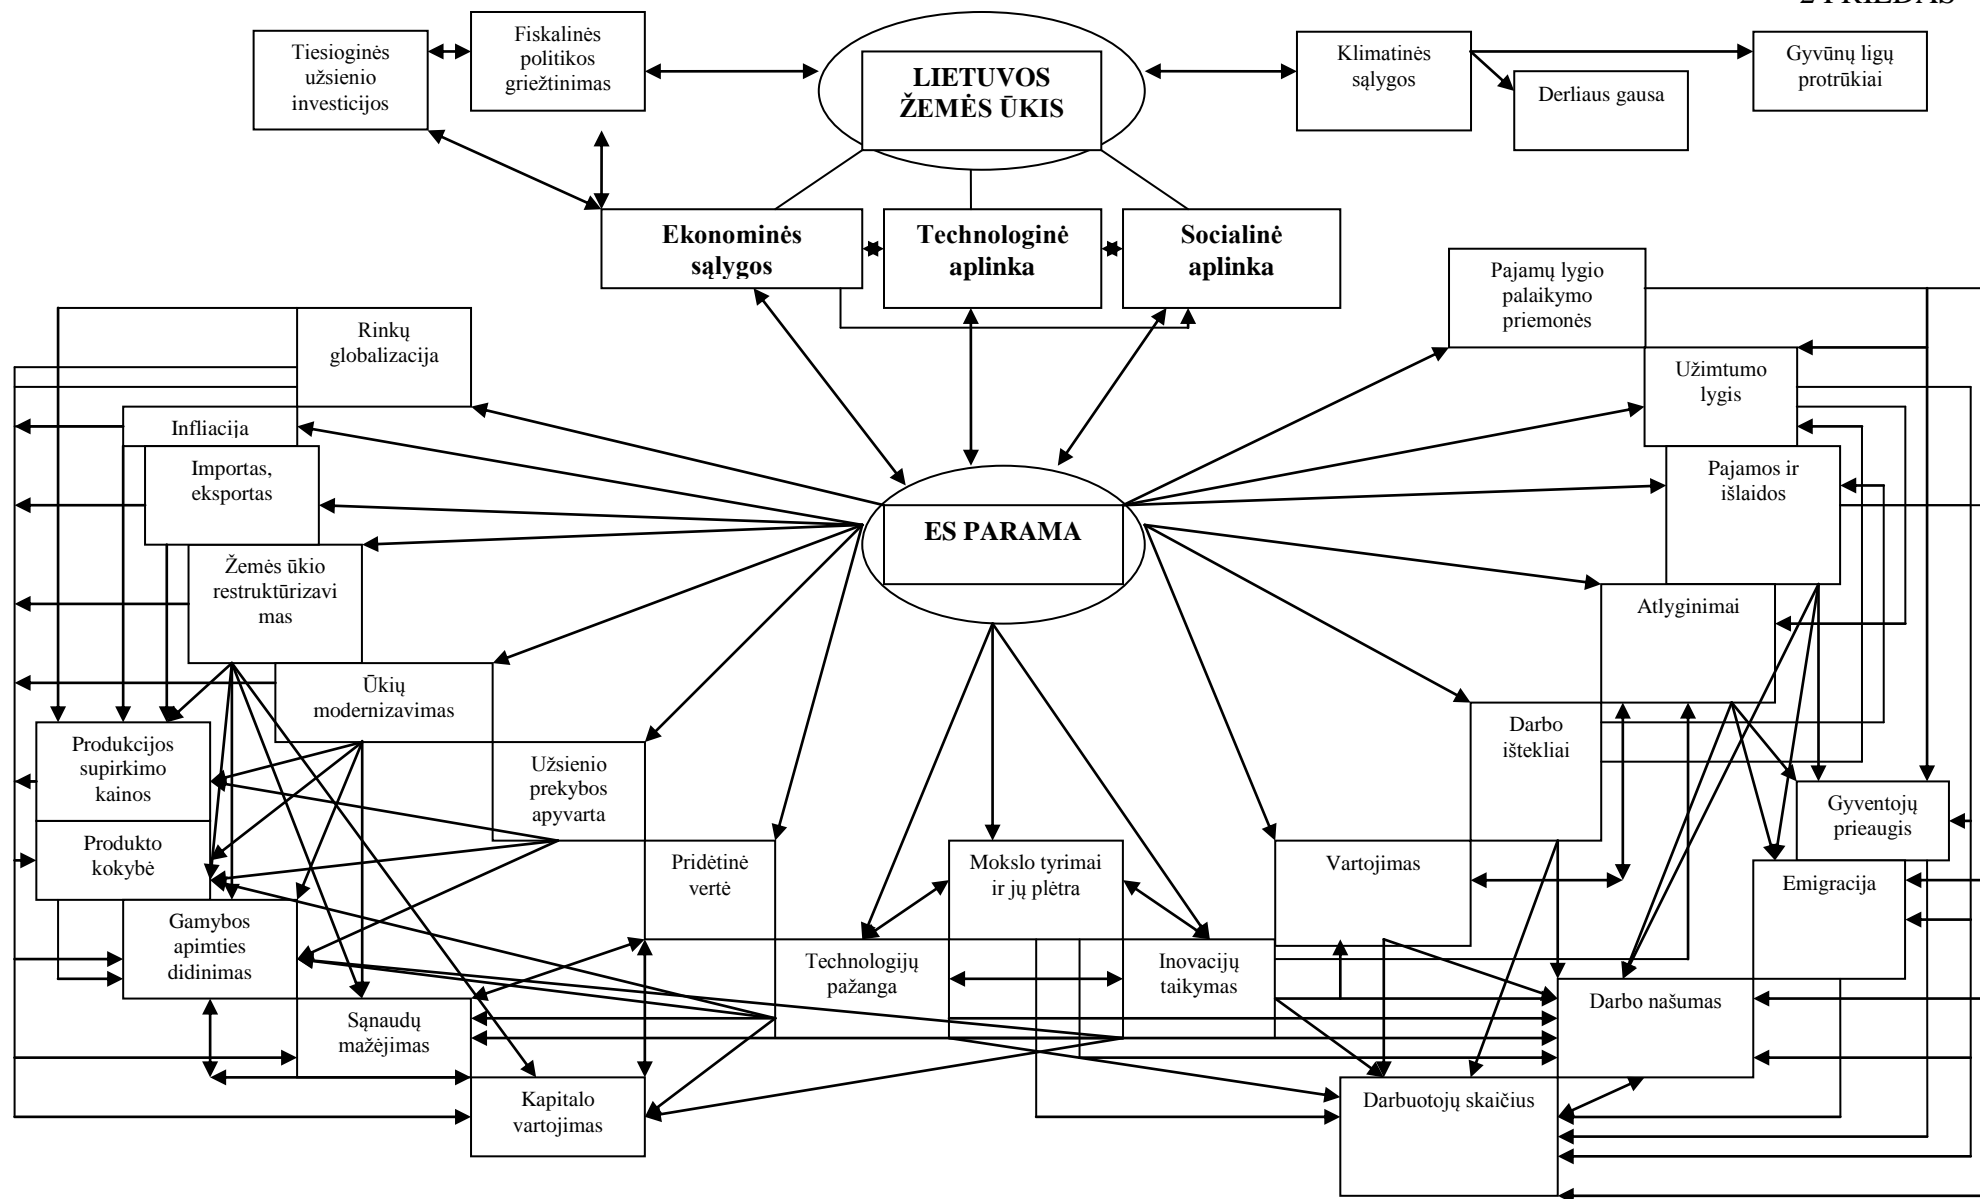 2 PRIEDAS
Tiesioginės
užsienio
investicijos
Fiskalinės
politikos
griežtinimas
LIETUVOS
ŽEMĖS ŪKIS
Klimatinės
sąlygos
Gyvūnų ligų
protrūkiai
Derliaus gausa
Ekonominės
sąlygos
Technologinė
aplinka
Socialinė
aplinka
Pajamų lygio
palaikymo
priemonės
Rinkų
globalizacija
Užimtumo
lygis
Infliacija
Importas,
eksportas
Pajamos ir
išlaidos
ES PARAMA
Žemės ūkio
restruktūrizavi
mas
Atlyginimai
Ūkių
modernizavimas
Darbo
ištekliai
Produkcijos
supirkimo
kainos
Užsienio
prekybos
apyvarta
Gyventojų
prieaugis
Produkto
kokybė
Pridėtinė
vertė
Mokslo tyrimai
ir jų plėtra
Vartojimas
Emigracija
Gamybos
apimties
didinimas
Technologijų
pažanga
Inovacijų
taikymas
Darbo našumas
Sąnaudų
mažėjimas
Kapitalo
vartojimas
Darbuotojų skaičius